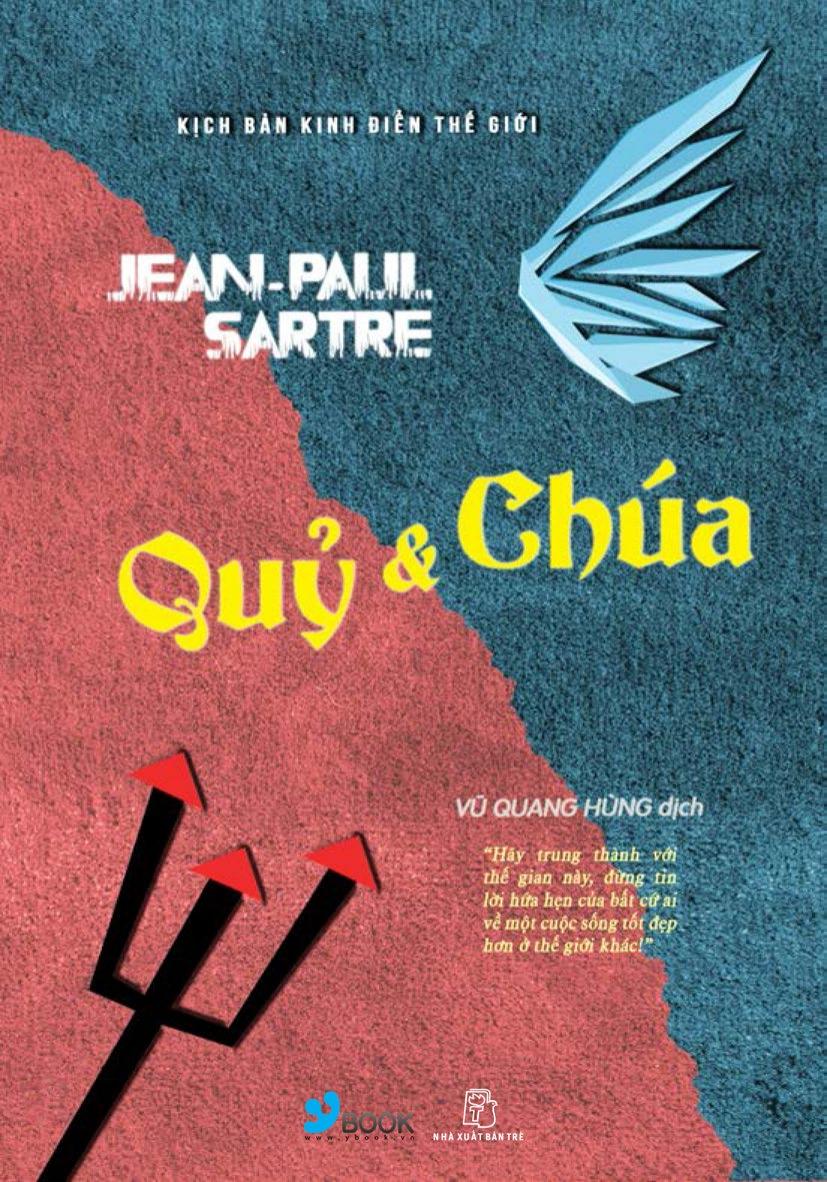 KỊCH BẢN KINH ĐIỂN THẾ GIỚI
JEAN-PAUL
SARTRE
Quỷ & Chúa
VŨ QUANG HÙNG dịch
“Hãy trung thành với
thế gian này, đừng tin
lời hứa hẹn của bất cứ ai
về một cuộc sống tốt đẹp
hơn ở thế giới khác!”
YBOOK
www.ybook.vn
NHÀ XUẤT BẢN TRẺ